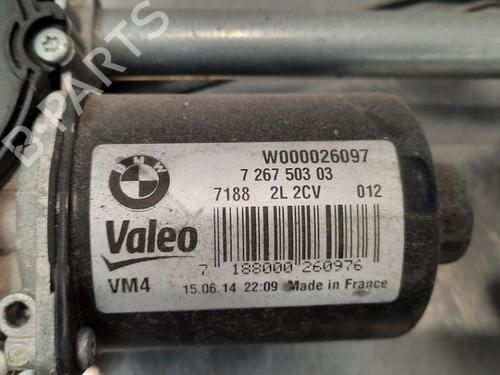 W000026097
7 267 503 03
BMW
7188 2L 2CV 012
Valeo
7 188000 260976
VM4 15.06.14 22:09 Made in France